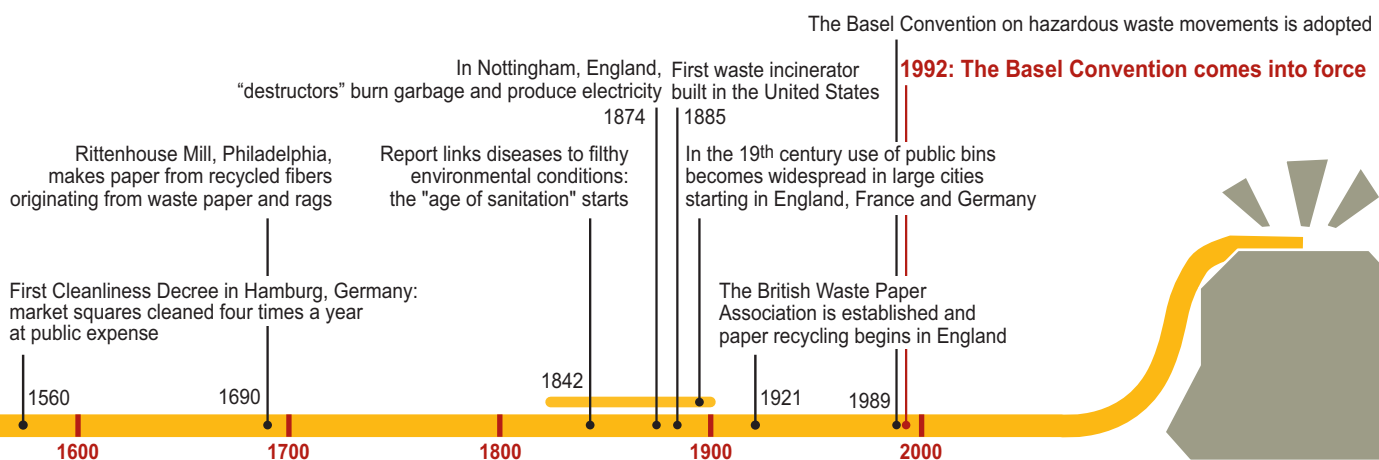 The Basel Convention on hazardous waste movements is adopted
In Nottingham, England,
“destructors” burn garbage and produce electricity
1874
First waste incinerator
built in the United States
1885
1992: The Basel Convention comes into force
Rittenhouse Mill, Philadelphia,
makes paper from recycled fibers
originating from waste paper and rags
Report links diseases to filthy
environmental conditions:
the "age of sanitation" starts
In the 19th century use of public bins
becomes widespread in large cities
starting in England, France and Germany
First Cleanliness Decree in Hamburg, Germany:
market squares cleaned four times a year
at public expense
The British Waste Paper
Association is established and
paper recycling begins in England
1560
1690
1842
1921
1989
1600
1700
1800
1900
2000